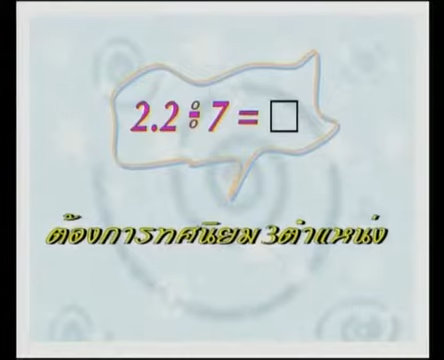 2.2 ÷ 7 = □
ต้องการทศนิยม 3ตำแหน่ง